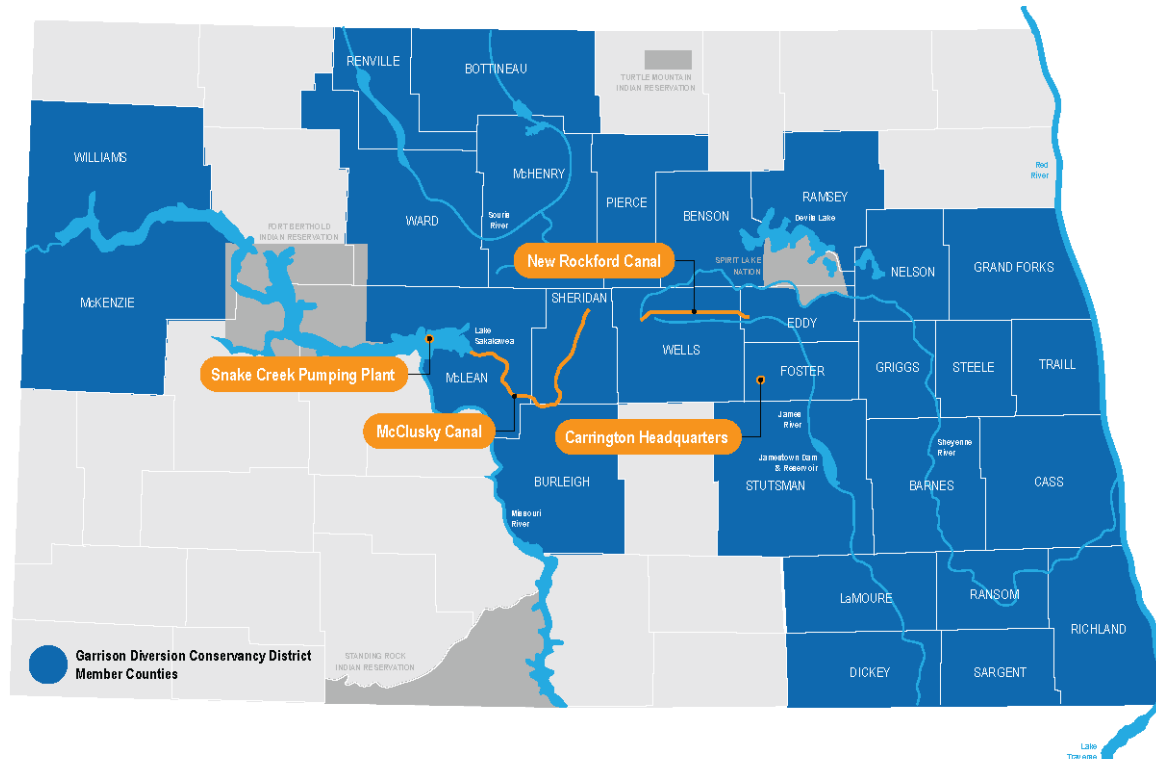 RENVILLE
BOTTINEAU
TURTLE MOUNTAIN
INDIAN RESERVATION
WILLIAMS
McHENRY
Red
River
PIERCE
RAMSEY
BENSON
WARD
Souris
River
Devils Lake
FORT BERTHOLD
INDIAN RESERVATION
New Rockford Canal
SPIRIT LAKE
NATION
NELSON
GRAND FORKS
McKENZIE
SHERIDAN
EDDY
Lake
Sakakawea
WELLS
Snake Creek Pumping Plant
McLEAN
FOSTER
GRIGGS
STEELE
TRAILL
McClusky Canal
Carrington Headquarters
James
River
Jamestown Dam
& Reservoir
Sheyenne
River
BURLEIGH
STUTSMAN
BARNES
CASS
Missouri
River
LaMOURE
RANSOM
RICHLAND
Garrison Diversion Conservancy District
Member Counties
STANDING ROCK
INDIAN RESERVATION
DICKEY
SARGENT
Lake
Traverse